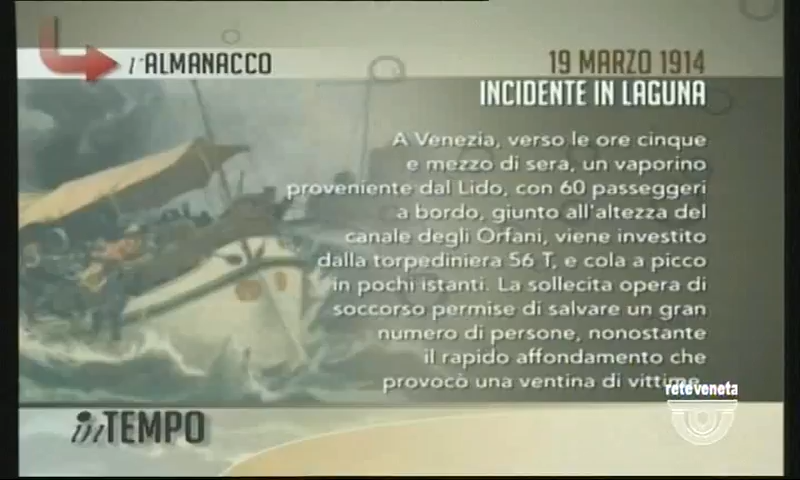 l'ALMANACCO
19 MARZO 1914
INCIDENTE IN LAGUNA
A Venezia, verso le ore cinque
e mezzo di sera, un vaporino
proveniente dal Lido, con 60 passeggeri
a bordo, giunto all'altezza del
canale degli Orfani, viene investito
dalla torpediniera 56 T, e cola a picco
in pochi istanti. La sollecita opera di
soccorso permise di salvare un gran
numero di persone, nonostante
il rapido affondamento che
provocò una ventina di vittime.
reteveneta
inTEMPO